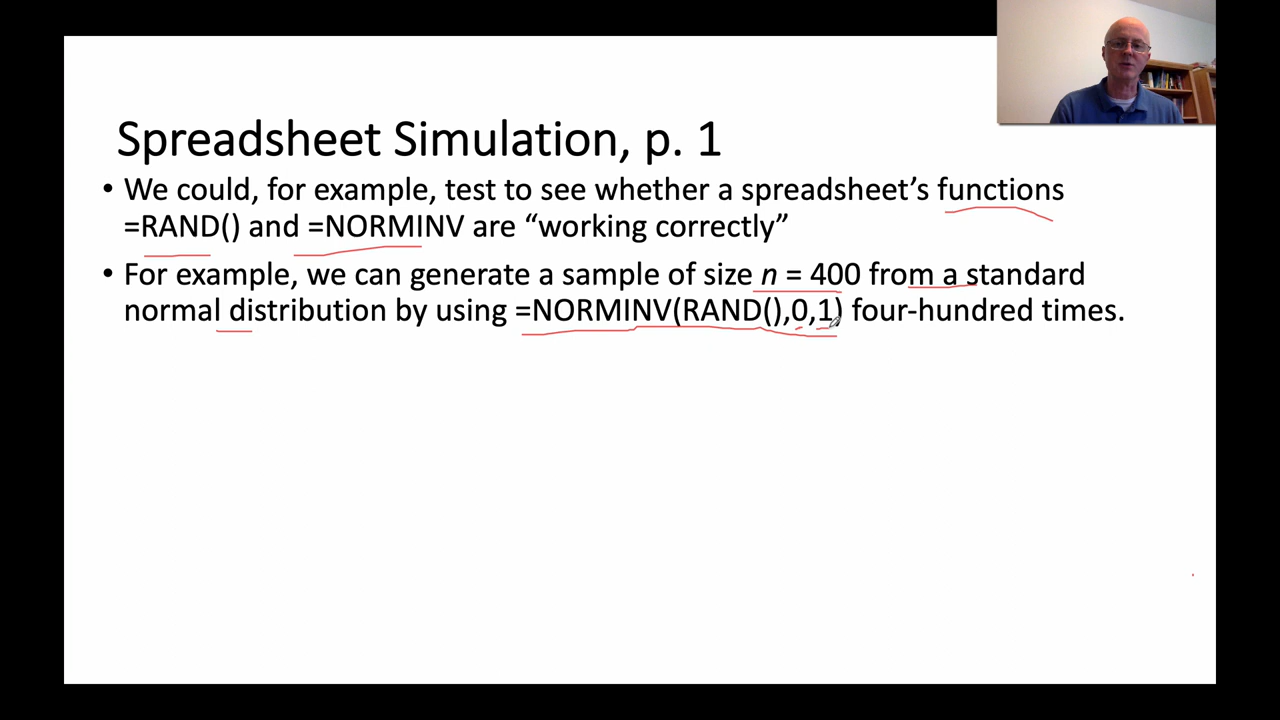 Spreadsheet Simulation, p. 1
• We could, for example, test to see whether a spreadsheet’s functions
=RAND() and =NORMINV are “working correctly”
• For example, we can generate a sample of size n = 400 from a standard
normal distribution by using =NORMINV(RAND(),0,1) four-hundred times.